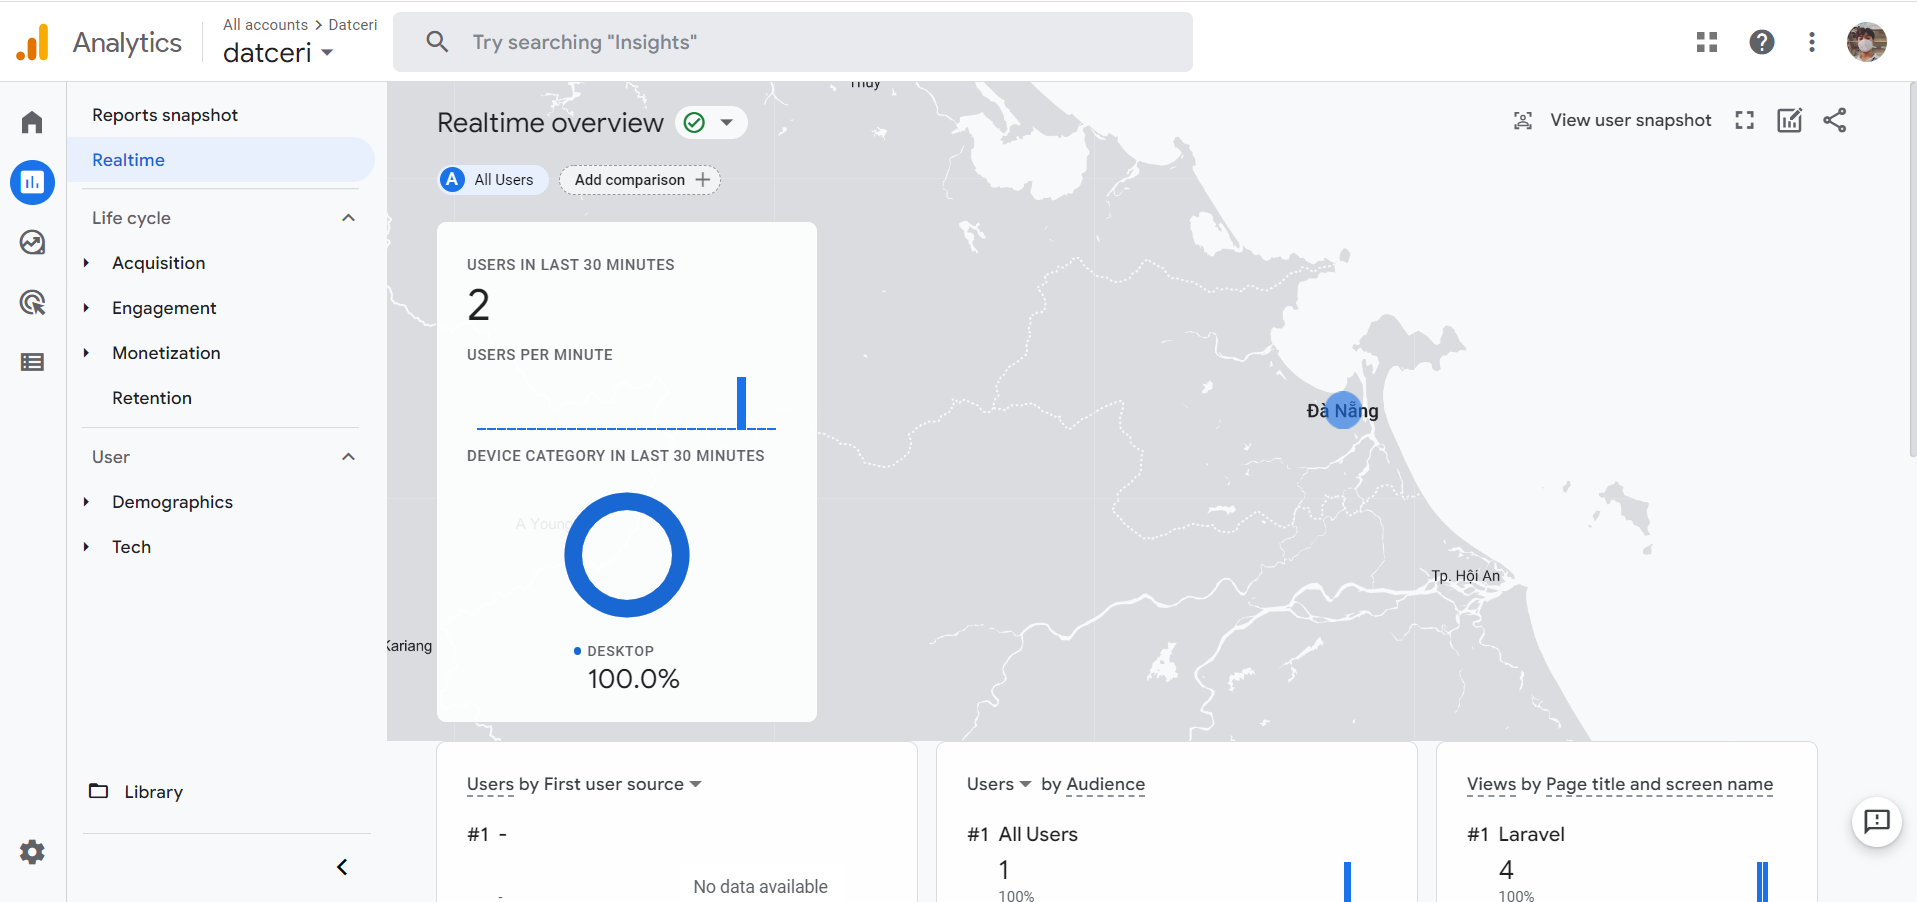 Analytics
All accounts > Datceri
datceri
Try searching "Insights"
Reports snapshot
Realtime
Life cycle
Acquisition
Engagement
Monetization
Retention
User
Demographics
Tech
Library
Thuy
Realtime overview
View user snapshot
A All Users
Add comparison +
USERS IN LAST 30 MINUTES
2
USERS PER MINUTE
DEVICE CATEGORY IN LAST 30 MINUTES
A Young
DESKTOP
100.0%
Đà Nẵng
Tp. Hội An
Kariang
Users by First user source
#1 -
-
No data available
Users by Audience
#1 All Users
1
100%
Views by Page title and screen name
#1 Laravel
4
100%